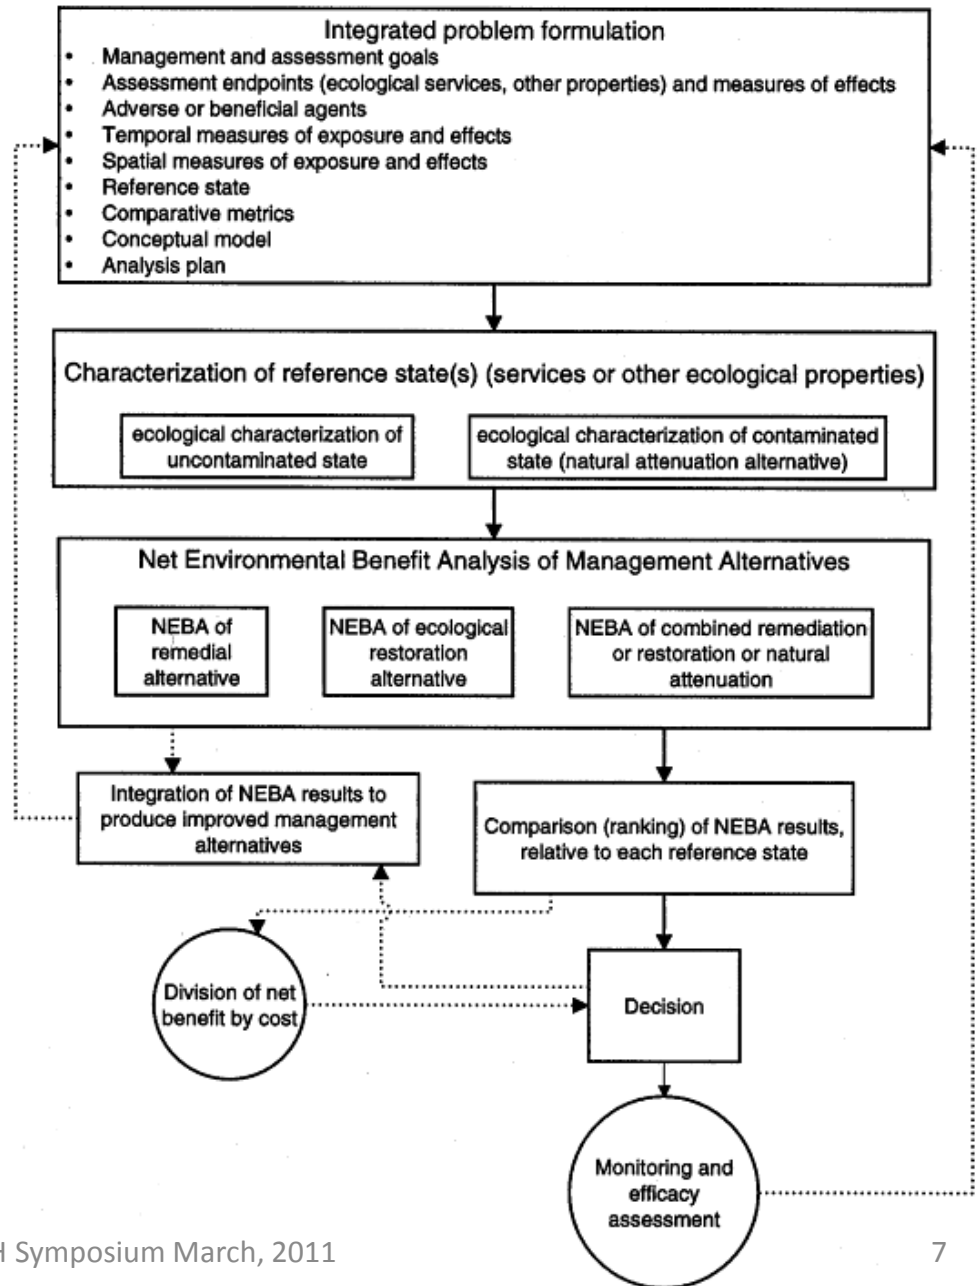 Integrated problem formulation
• Management and assessment goals
• Assessment endpoints (ecological services, other properties) and measures of effects
• Adverse or beneficial agents
• Temporal measures of exposure and effects
• Spatial measures of exposure and effects
• Reference state
• Comparative metrics
• Conceptual model
• Analysis plan
Characterization of reference state(s) (services or other ecological properties)
ecological characterization of
uncontaminated state
ecological characterization of contaminated
state (natural attenuation alternative)
Net Environmental Benefit Analysis of Management Alternatives
NEBA of
remedial
alternative
NEBA of ecological
restoration
alternative
NEBA of combined remediation
or restoration or natural
attenuation
Integration of NEBA results to
produce improved management
alternatives
Comparison (ranking) of NEBA results,
relative to each reference state
Division of net
benefit by cost
Decision
Monitoring and
efficacy
assessment
Symposium March, 2011
7